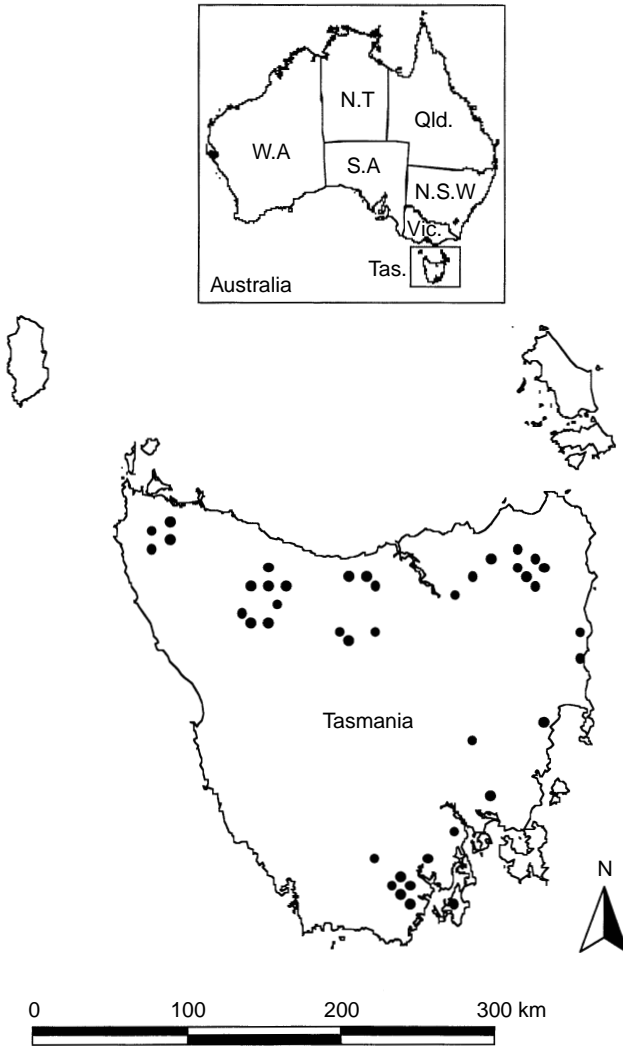 N.T
Qld.
W.A
S.A
N.S.W
Vic.
Tas.
Australia
Tasmania
N
0 100 200 300 km